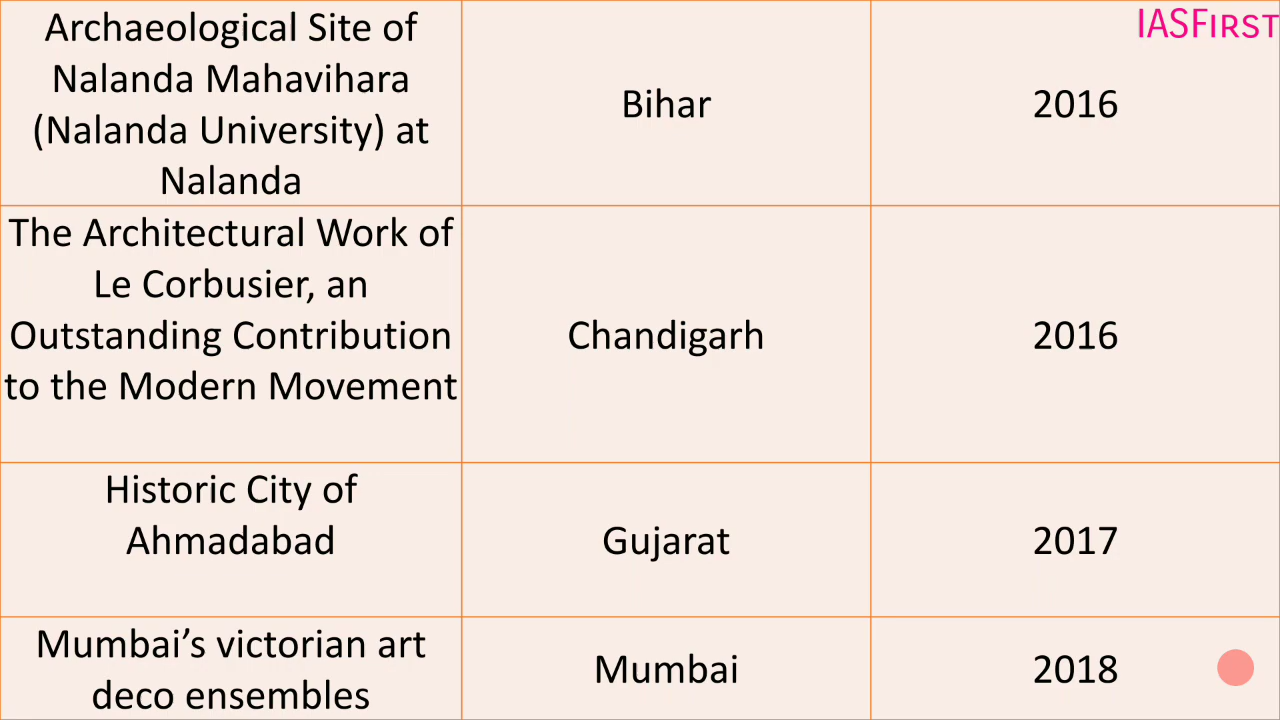 IASFIRST
Archaeological Site of
Nalanda Mahavihara
(Nalanda University) at
Nalanda
Bihar
2016
The Architectural Work of
Le Corbusier, an
Outstanding Contribution
to the Modern Movement
Chandigarh
2016
Historic City of
Ahmadabad
Gujarat
2017
Mumbai’s victorian art
deco ensembles
Mumbai
2018